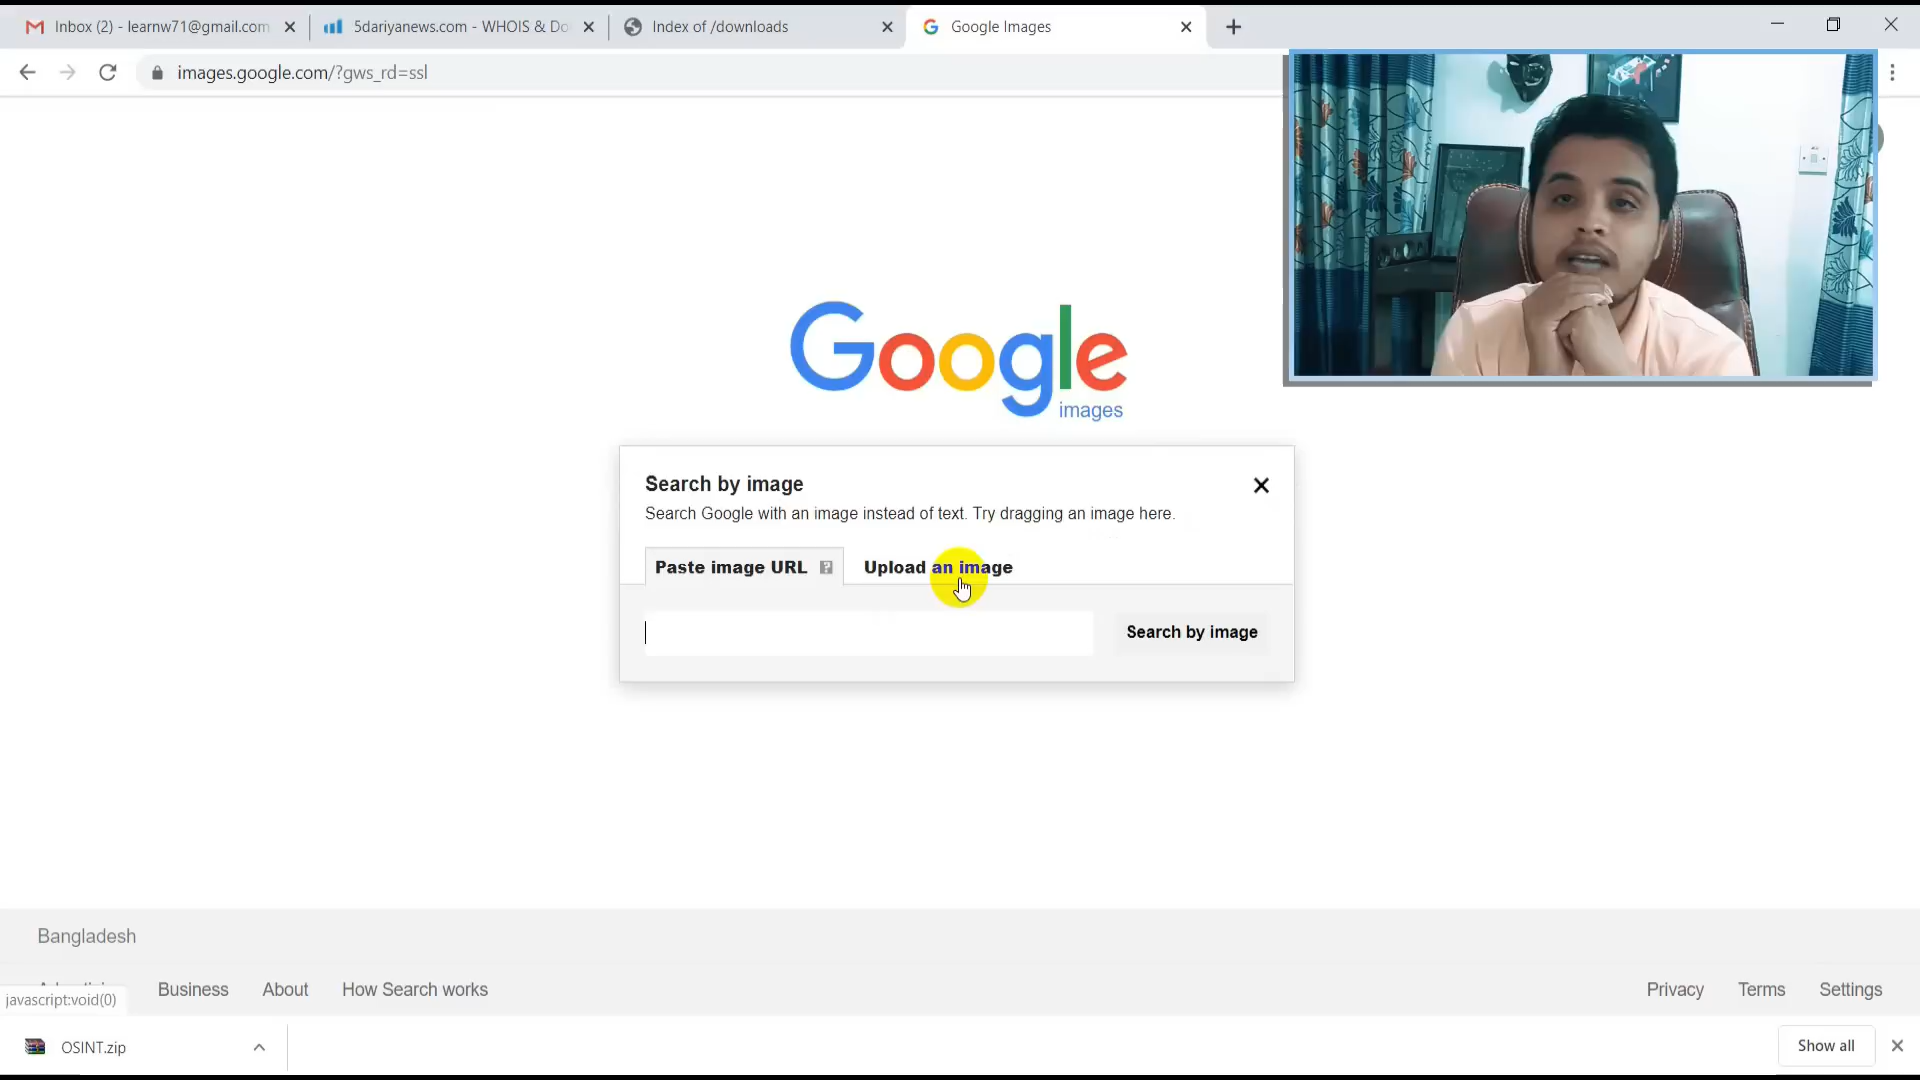 Inbox (2) - learnw71@gmail.com
5dariyanews.com - WHOIS & Do
Index of /downloads
Google Images
images.google.com/?gws_rd=ssl
Google
images
Search by image
Search Google with an image instead of text. Try dragging an image here.
Paste image URL ?
Upload an image
Search by image
Bangladesh
Business
About
How Search works
Privacy
Terms
Settings
javascript:void(0)
OSINT.zip
Show all